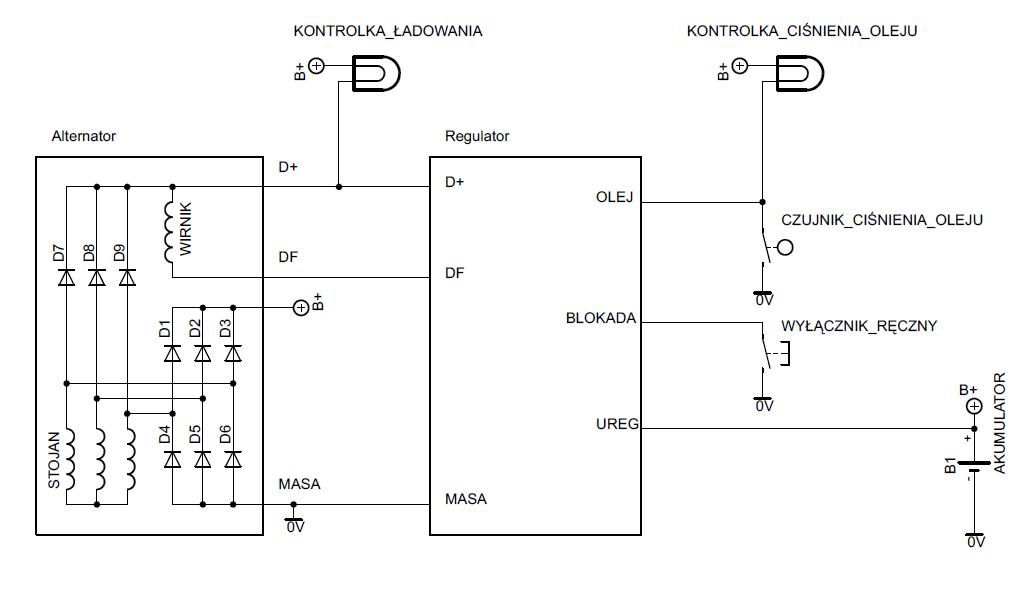 KONTROLKA_ŁADOWANIA
KONTROLKA_CIŚNIENIA_OLEJU
B+
B+
Alternator
Regulator
D+
D+
OLEJ
WIRNIK
CZUJNIK_CIŚNIENIA_OLEJU
D7
D8
D9
DF
DF
0V
B+
D1
D2
D3
BLOKADA
WYŁĄCZNIK_RĘCZNY
B+
0V
AKUMULATOR
UREG
STOJAN
D4
D5
D6
+
B1
-
MASA
MASA
0V
0V